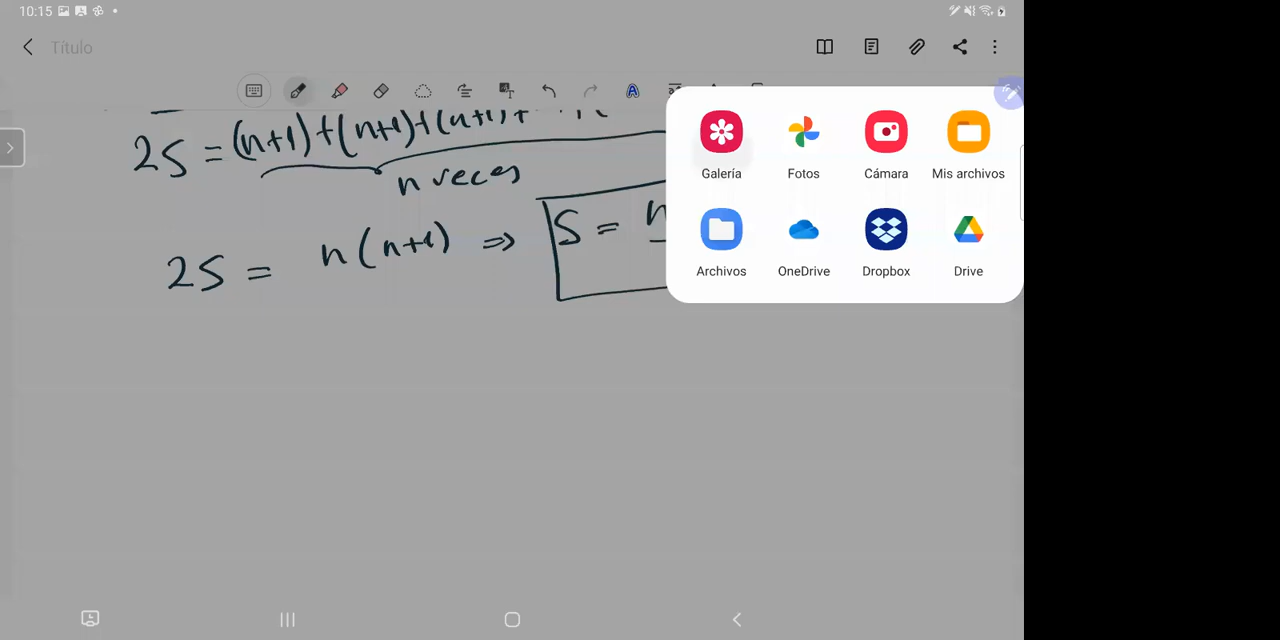 10:15
Título
2S = (n+1)+(n+1)+(n+1)+
n veces
2S = n(n+1) ⇒ S = n
Galería Fotos Cámara Mis archivos
Archivos OneDrive Dropbox Drive